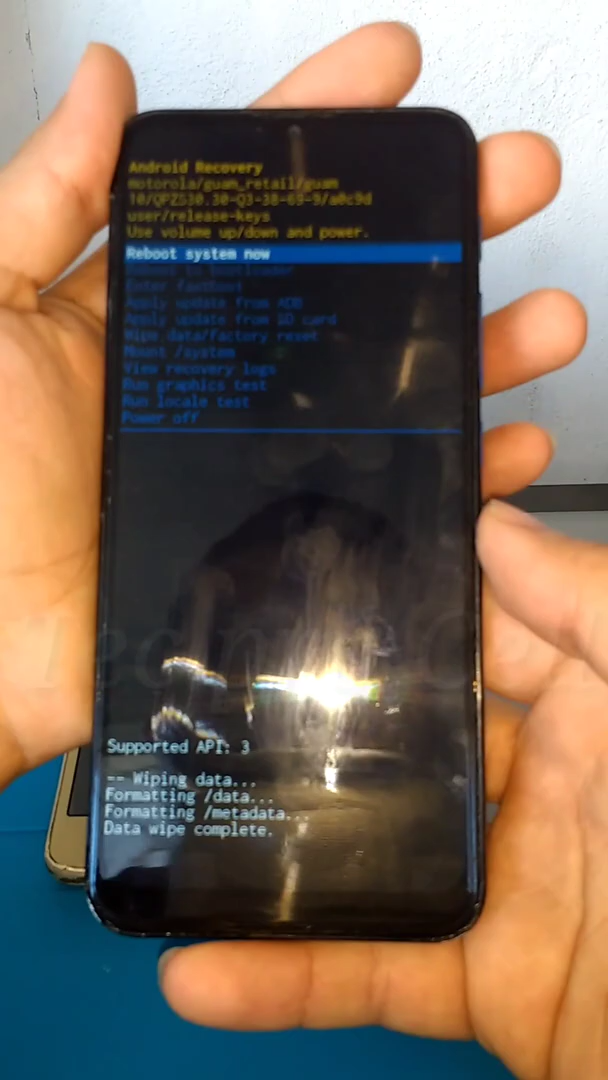 Android Recovery
motorola/guam_retail/guam
10/QPZS30.30-Q3-38-69-9/a0c9d
user/release-keys
Use volume up/down and power.
Reboot system now
Reboot to bootloader
Enter fastboot
Apply update from ADB
Apply update from SD card
Wipe data/factory reset
Mount /system
View recovery logs
Run graphics test
Run locale test
Power off
Supported API: 3
-- Wiping data...
Formatting /data...
Formatting /metadata...
Data wipe complete.